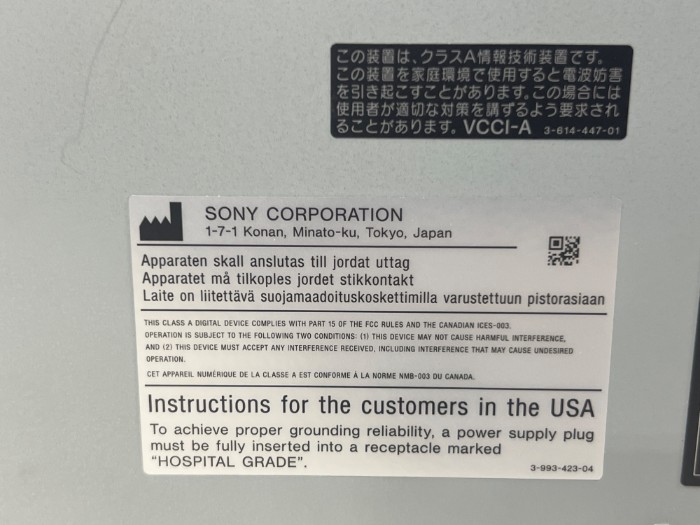 この装置は、クラスA情報技術装置です。
この装置を家庭環境で使用すると電波妨害
を引き起こすことがあります。この場合には
使用者が適切な対策を講ずるよう要求され
ることがあります。VCCI-A 3-614-447-01
SONY CORPORATION
1-7-1 Konan, Minato-ku, Tokyo, Japan
Apparaten skall anslutas till jordat uttag
Apparatet må tilkoples jordet stikkontakt
Laite on liitettävä suojamaadoituskoskettimilla varustettuun pistorasiaan
THIS CLASS A DIGITAL DEVICE COMPLIES WITH PART 15 OF THE FCC RULES AND THE CANADIAN ICES-003.
OPERATION IS SUBJECT TO THE FOLLOWING TWO CONDITIONS: (1) THIS DEVICE MAY NOT CAUSE HARMFUL INTERFERENCE,
AND (2) THIS DEVICE MUST ACCEPT ANY INTERFERENCE RECEIVED, INCLUDING INTERFERENCE THAT MAY CAUSE UNDESIRED
OPERATION.
CET APPAREIL NUMÉRIQUE DE LA CLASSE A EST CONFORME À LA NORME NMB-003 DU CANADA.
Instructions for the customers in the USA
To achieve proper grounding reliability, a power supply plug
must be fully inserted into a receptacle marked
"HOSPITAL GRADE".
3-993-423-04